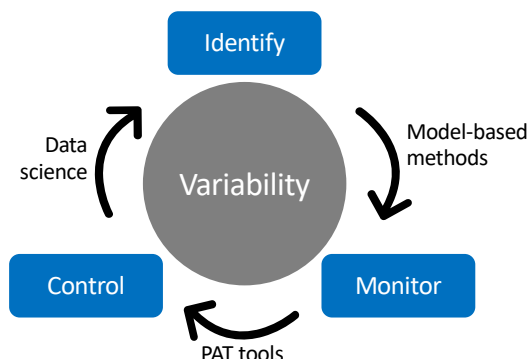 Identify
Data
science
Model-based
methods
Variability
Control
Monitor
PAT tools